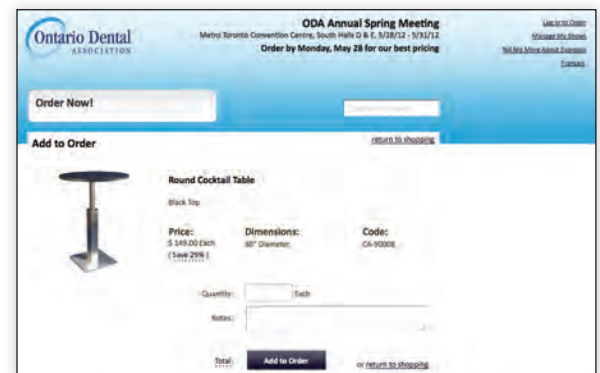 Ontario Dental
ASSOCIATION
ODA Annual Spring Meeting
Metro Toronto Convention Centre, South Halls D & E, 5/28/12 - 5/31/12
Order by Monday, May 28 for our best pricing
Log in to Order
Manage My Shows
Tell Me More About Expresso
Français
Order Now!
Add to Order
return to shopping
Round Cocktail Table
Black Top
Price:
$ 149.00 Each
(Save 29%)
Dimensions:
30" Diameter,
Code:
CA-90008
Quantity:
Each
Notes:
Total:
Add to Order
or return to shopping